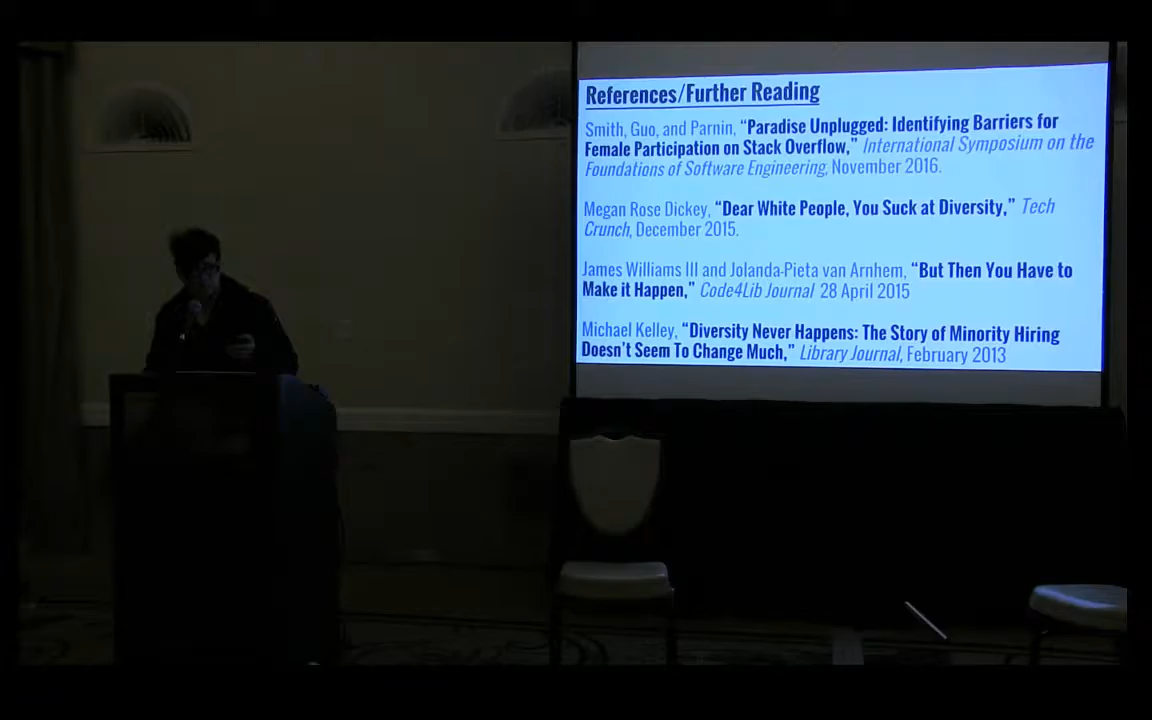 References/Further Reading
Smith, Guo, and Parnin, “Paradise Unplugged: Identifying Barriers for
Female Participation on Stack Overflow,” International Symposium on the
Foundations of Software Engineering, November 2016.
Megan Rose Dickey, “Dear White People, You Suck at Diversity,” Tech
Crunch, December 2015.
James Williams III and Jolanda-Pieta van Arnhem, “But Then You Have to
Make it Happen,” Code4Lib Journal 28 April 2015
Michael Kelley, “Diversity Never Happens: The Story of Minority Hiring
Doesn’t Seem To Change Much,” Library Journal, February 2013